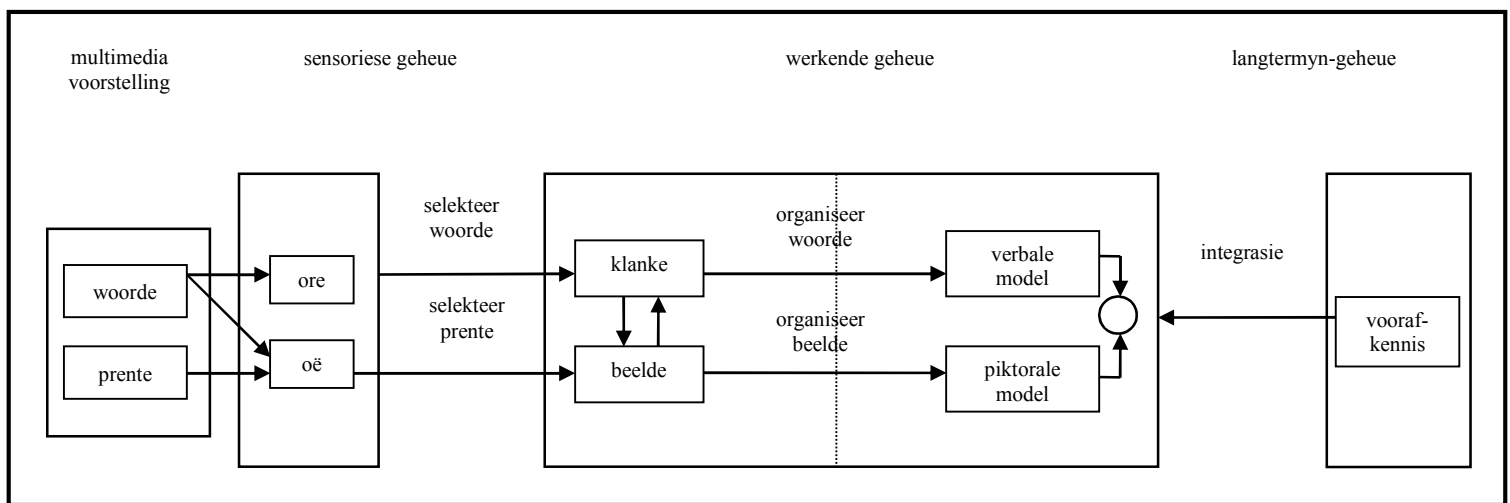 multimedia
voorstelling
sensoriese geheue
werkende geheue
langtermyn-geheue
woorde
prente
ore
oë
selekteer
woorde
selekteer
prente
klanke
beelde
organiseer
woorde
organiseer
beelde
verbale
model
piktorale
model
integrasie
vooraf-
kennis